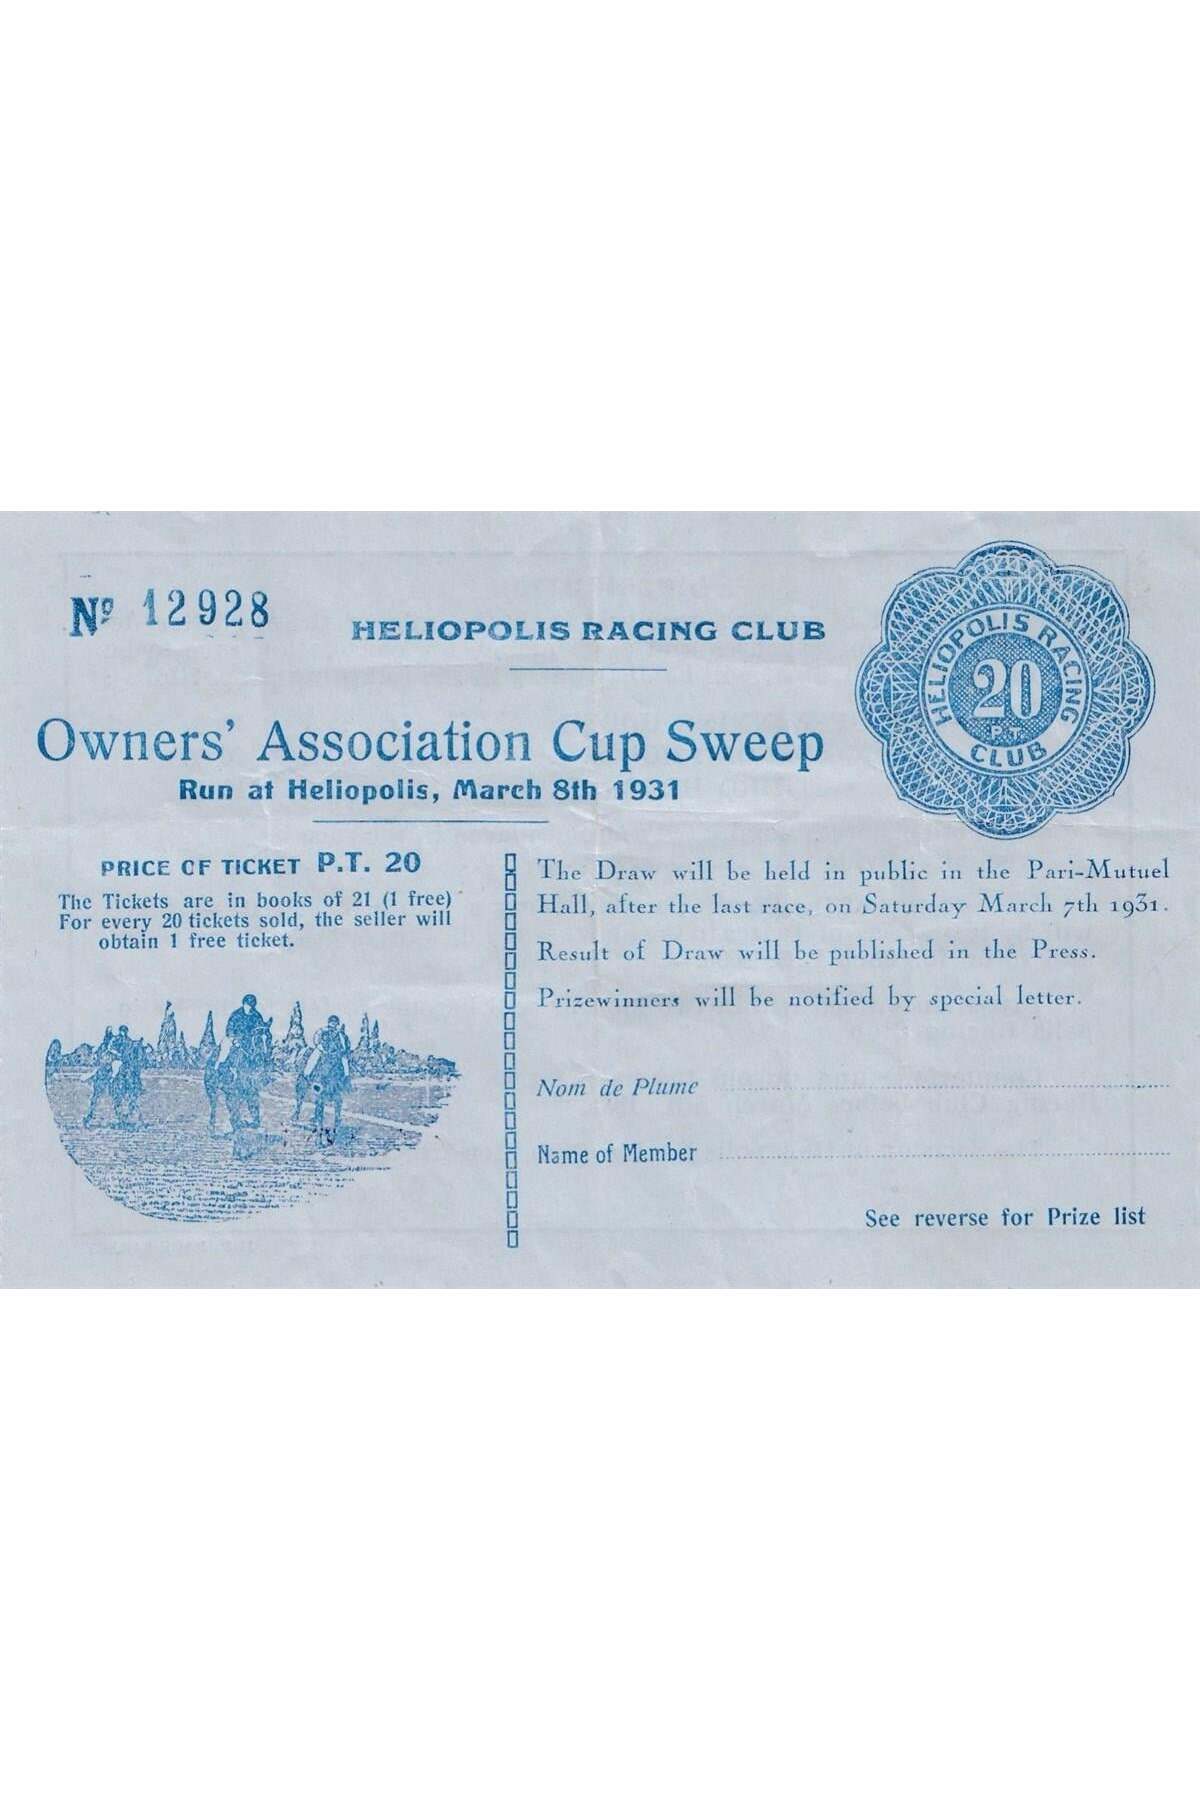 Nº 12928
HELIOPOLIS RACING CLUB
HELIOPOLIS RACING
20
P.T.
CLUB
Owners' Association Cup Sweep
Run at Heliopolis, March 8th 1931
PRICE OF TICKET P.T. 20
The Tickets are in books of 21 (1 free)
For every 20 tickets sold, the seller will
obtain 1 free ticket.
The Draw will be held in public in the Pari-Mutuel
Hall, after the last race, on Saturday March 7th 1931.
Result of Draw will be published in the Press.
Prizewinners will be notified by special letter.
Nom de Plume
Name of Member
See reverse for Prize list